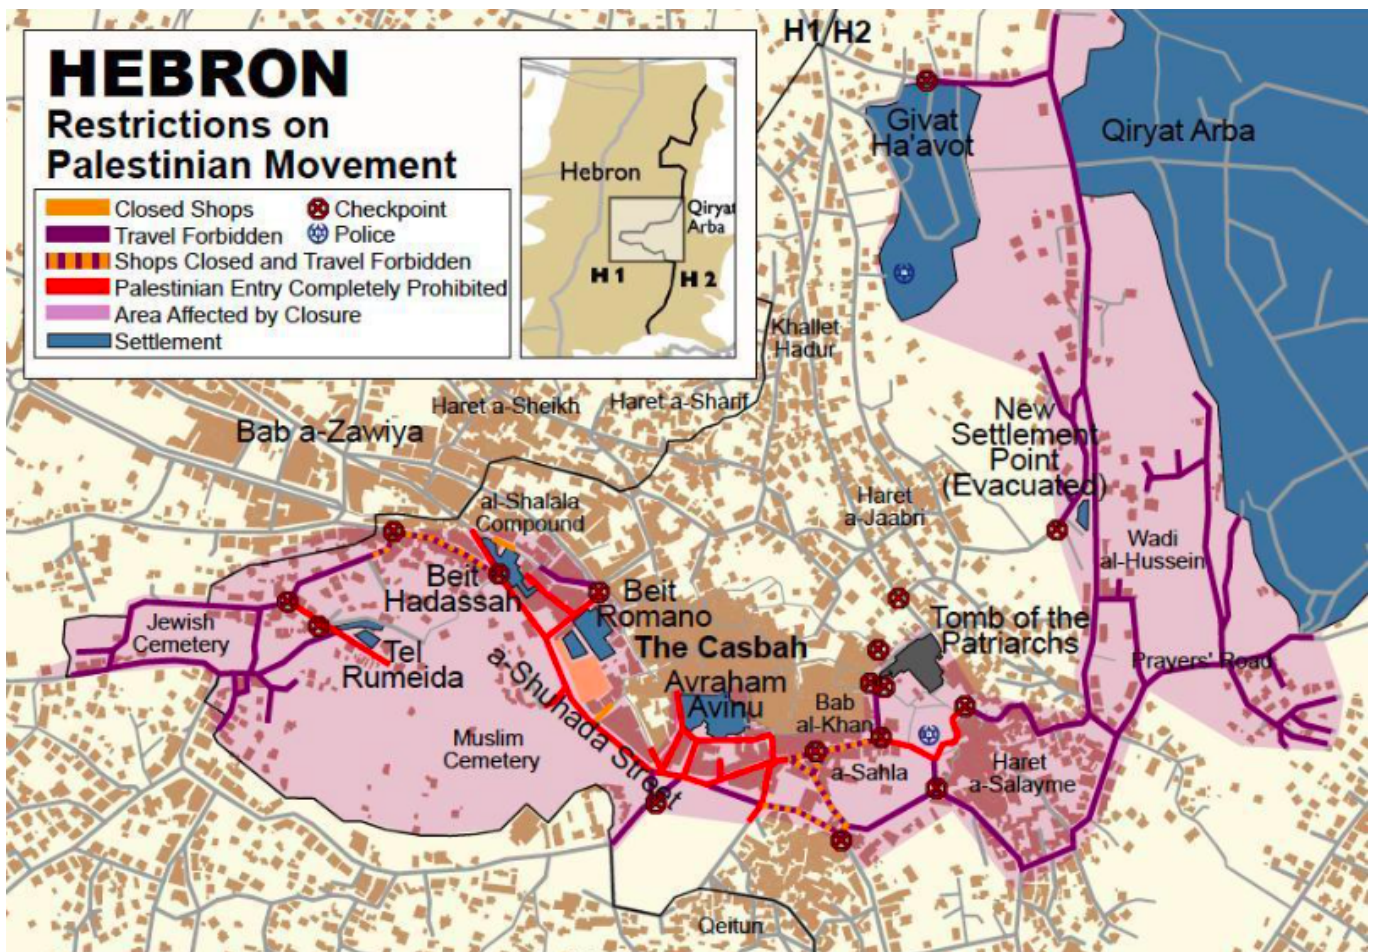 HEBRON
Restrictions on
Palestinian Movement
Closed Shops
Checkpoint
Travel Forbidden
Police
Shops Closed and Travel Forbidden
Palestinian Entry Completely Prohibited
Area Affected by Closure
Settlement
Hebron
Qiryat
Arba
H 1
H 2
H1
H2
Givat
Ha'avot
Qiryat Arba
Khallet
Hadur
Haret a-Sheikh
Haret a-Sharif
Bab a-Zawiya
New
Settlement
Point
(Evacuated)
al-Shalala
Compound
Haret
a-Jaabri
Wadi
al-Hussein
Beit
Hadassah
Beit
Romano
Tomb of the
Patriarchs
Jewish
Cemetery
Tel
Rumeida
The Casbah
Prayers' Road
a-Shuhada Street
Avraham
Avinu
Bab
al-Khan
Muslim
Cemetery
a-Sahla
Haret
a-Salayme
Qeitun